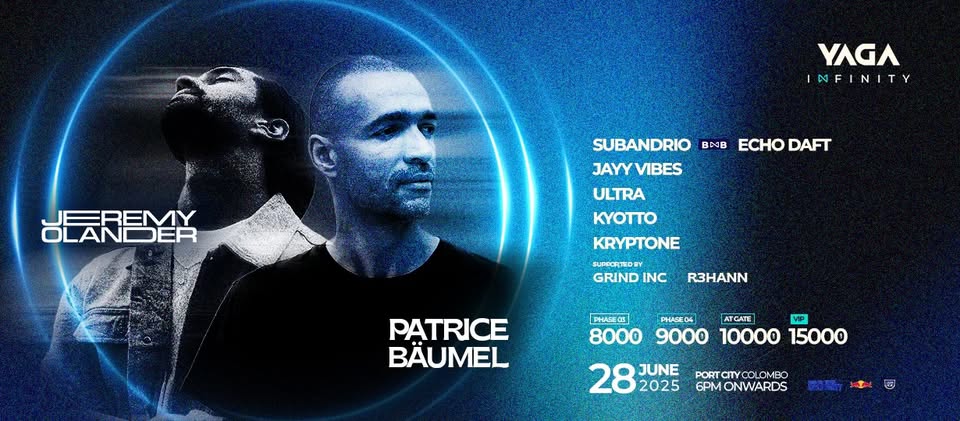 YAGA
INFINITY
JEREMY
OLANDER
PATRICE
BÄUMEL
SUBANDRIO BNB ECHO DAFT
JAYY VIBES
ULTRA
KYOTTO
KRYPTONE
SUPPORTED BY
GRIND INC R3HANN
PHASE 03 PHASE 04 AT GATE VIP
8000 9000 10000 15000
28 JUNE
2025
PORT CITY COLOMBO
6PM ONWARDS